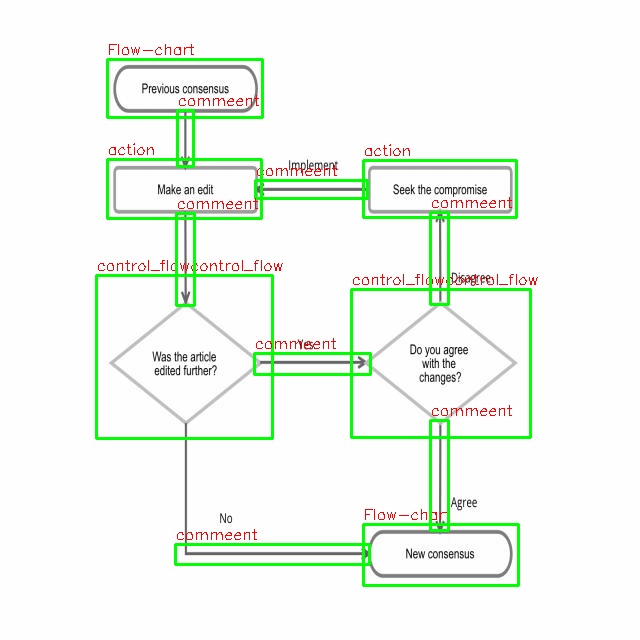 Flow-chart
Previous consensus
commeent
action
action
Implement
commeent
Make an edit
Seek the compromise
commeent
commeent
control_flowcontrol_flow
Disagree
control_flowcontrol_flow
commeent
Yes
Was the article
edited further?
Do you agree
with the
changes?
commeent
Agree
No
Flow-chart
commeent
New consensus